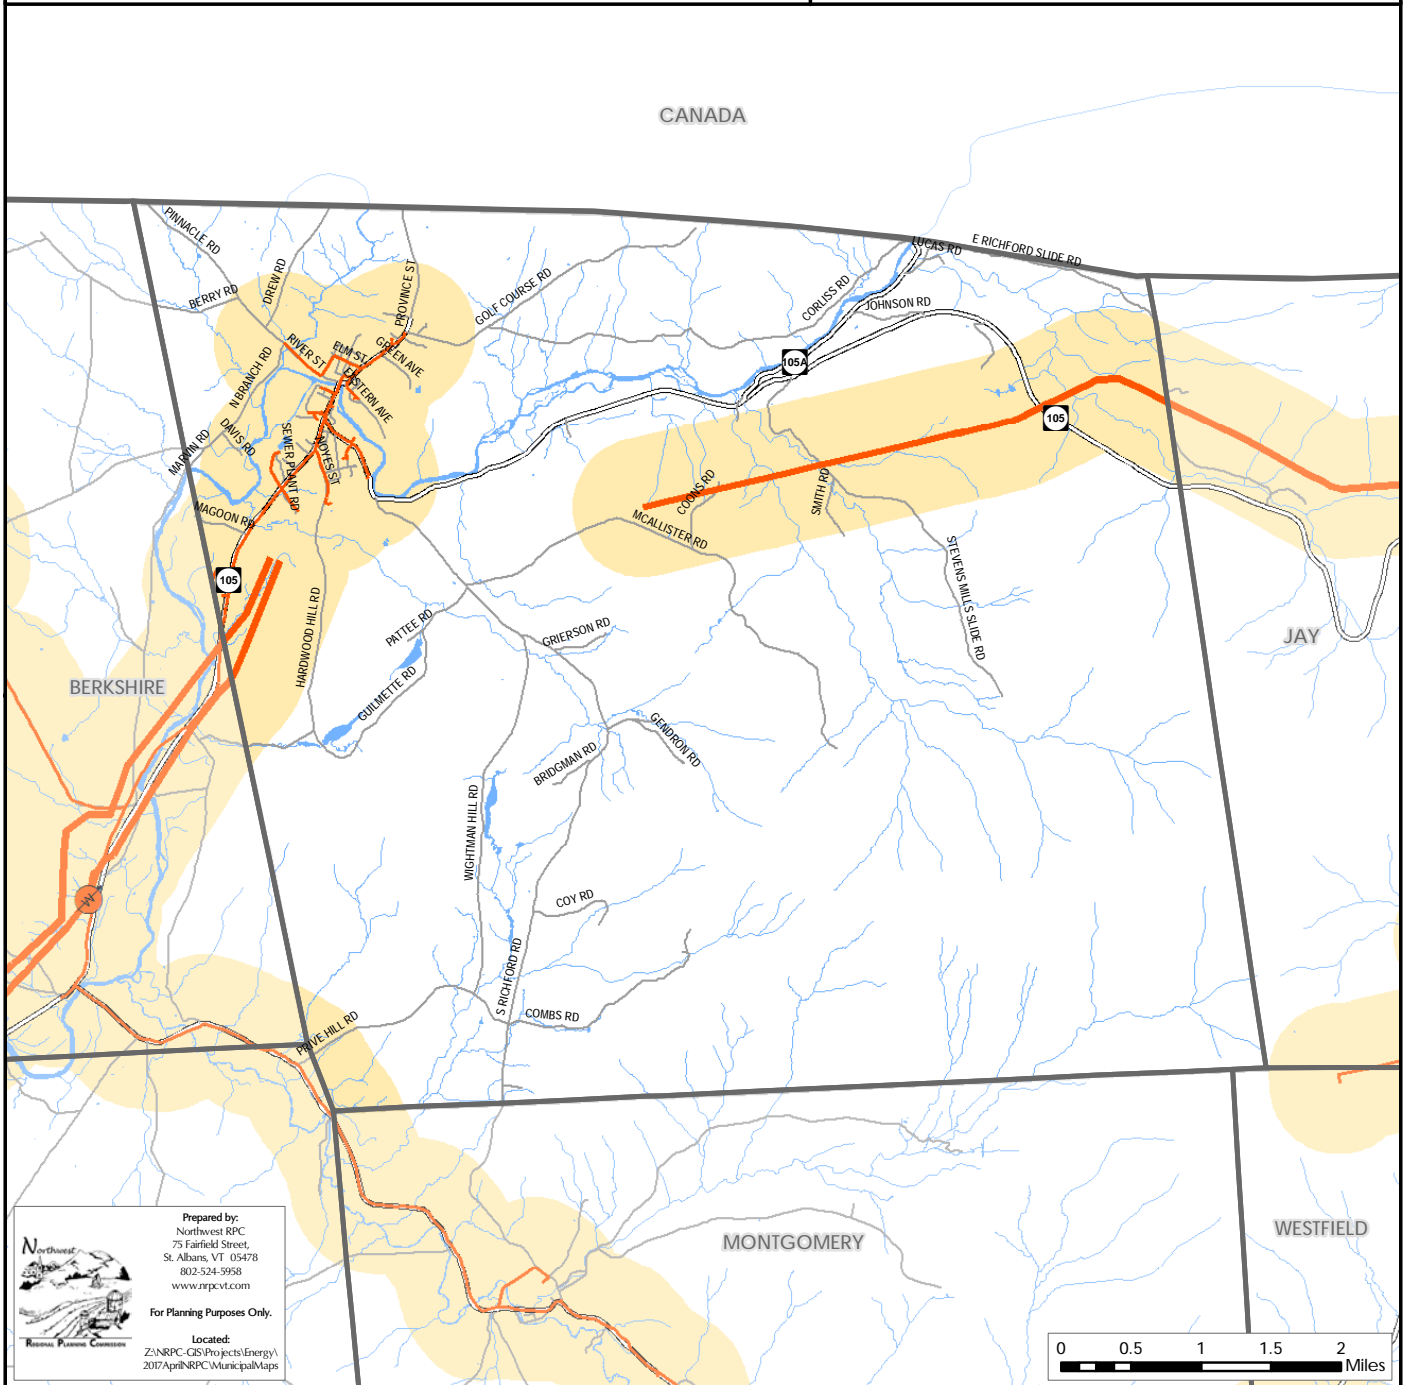 CANADA
PINNACLE RD
BERRY RD
DREW RD
PROVINCE ST
GOLF COURSE RD
LUCAS RD
E RICHFORD SLIDE RD
CORLISS RD
JOHNSON RD
105A
RIVER ST
ELM ST
GREEN AVE
EASTERN AVE
N BRANCH RD
DAVIS RD
MARVIN RD
SEWER PLANT RD
NOYES ST
MAGOON RD
105
105
COONS RD
SMITH RD
MCALLISTER RD
STEVENS MILLS SLIDE RD
HARDWOOD HILL RD
PATTEE RD
GRIERSON RD
JAY
BERKSHIRE
GUILMETTE RD
GENDRON RD
BRIDGMAN RD
WIGHTMAN HILL RD
COY RD
S RICHFORD RD
COMBS RD
PRIVE HILL RD
MONTGOMERY
WESTFIELD
Northwest
REGIONAL PLANNING COMMISSION
Prepared by:
Northwest RPC
75 Fairfield Street,
St. Albans, VT 05478
802-524-5958
www.nrpcvt.com
For Planning Purposes Only.
Located:
Z:\NRPC-GIS\Projects\Energy\
2017AprilNRPC\MunicipalMaps
0 0.5 1 1.5 2
Miles